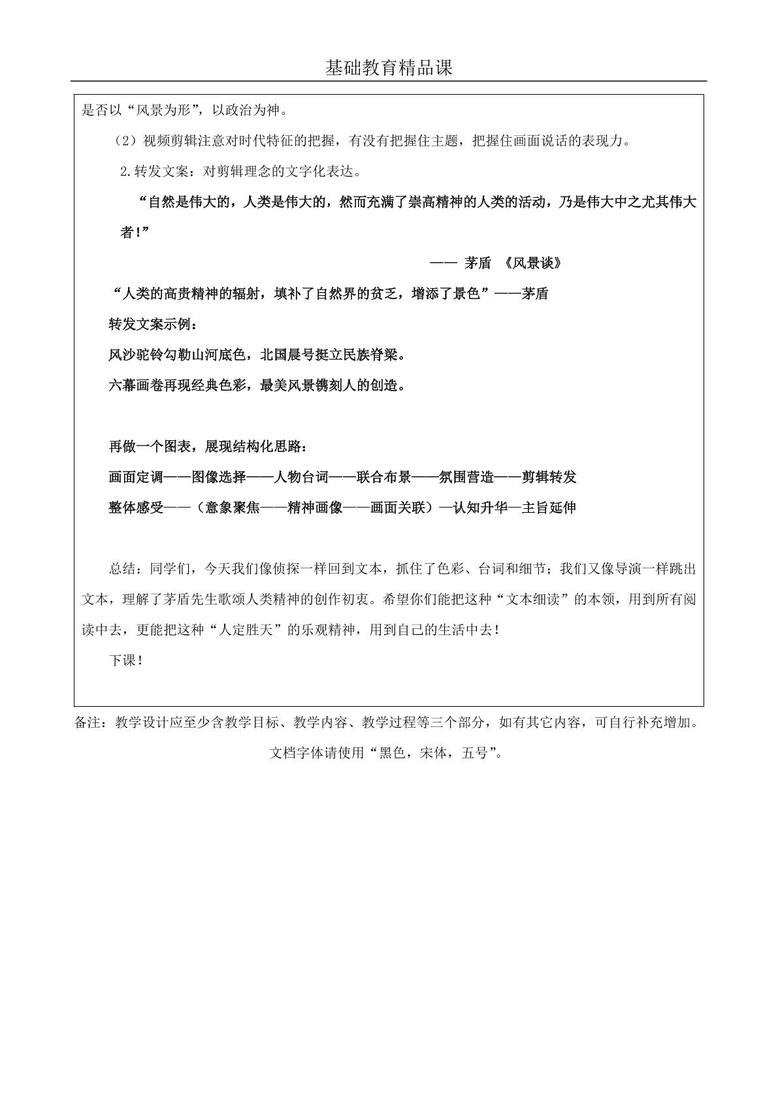 基础教育精品课
是否以“风景为形”，以政治为神。
（2）视频剪辑注意对时代特征的把握，有没有把握住主题，把握住画面说话的表现力。
2.转发文案：对剪辑理念的文字化表达。
“自然是伟大的，人类是伟大的，然而充满了崇高精神的人类的活动，乃是伟大中之尤其伟大
者！”
—— 茅盾 《风景谈》
“人类的高贵精神的辐射，填补了自然界的贫乏，增添了景色”——茅盾
转发文案示例：
风沙驼铃勾勒山河底色，北国晨号挺立民族脊梁。
六幕画卷再现经典色彩，最美风景镌刻人的创造。
再做一个图表，展现结构化思路：
画面定调——图像选择——人物台词——联合布景——氛围营造——剪辑转发
整体感受——（意象聚焦——精神画像——画面关联）—认知升华—主旨延伸
总结：同学们，今天我们像侦探一样回到文本，抓住了色彩、台词和细节；我们又像导演一样跳出
文本，理解了茅盾先生歌颂人类精神的创作初衷。希望你们能把这种“文本细读”的本领，用到所有阅
读中去，更能把这种“人定胜天”的乐观精神，用到自己的生活中去！
下课！
备注：教学设计应至少含教学目标、教学内容、教学过程等三个部分，如有其它内容，可自行补充增加。
文档字体请使用“黑色，宋体，五号”。